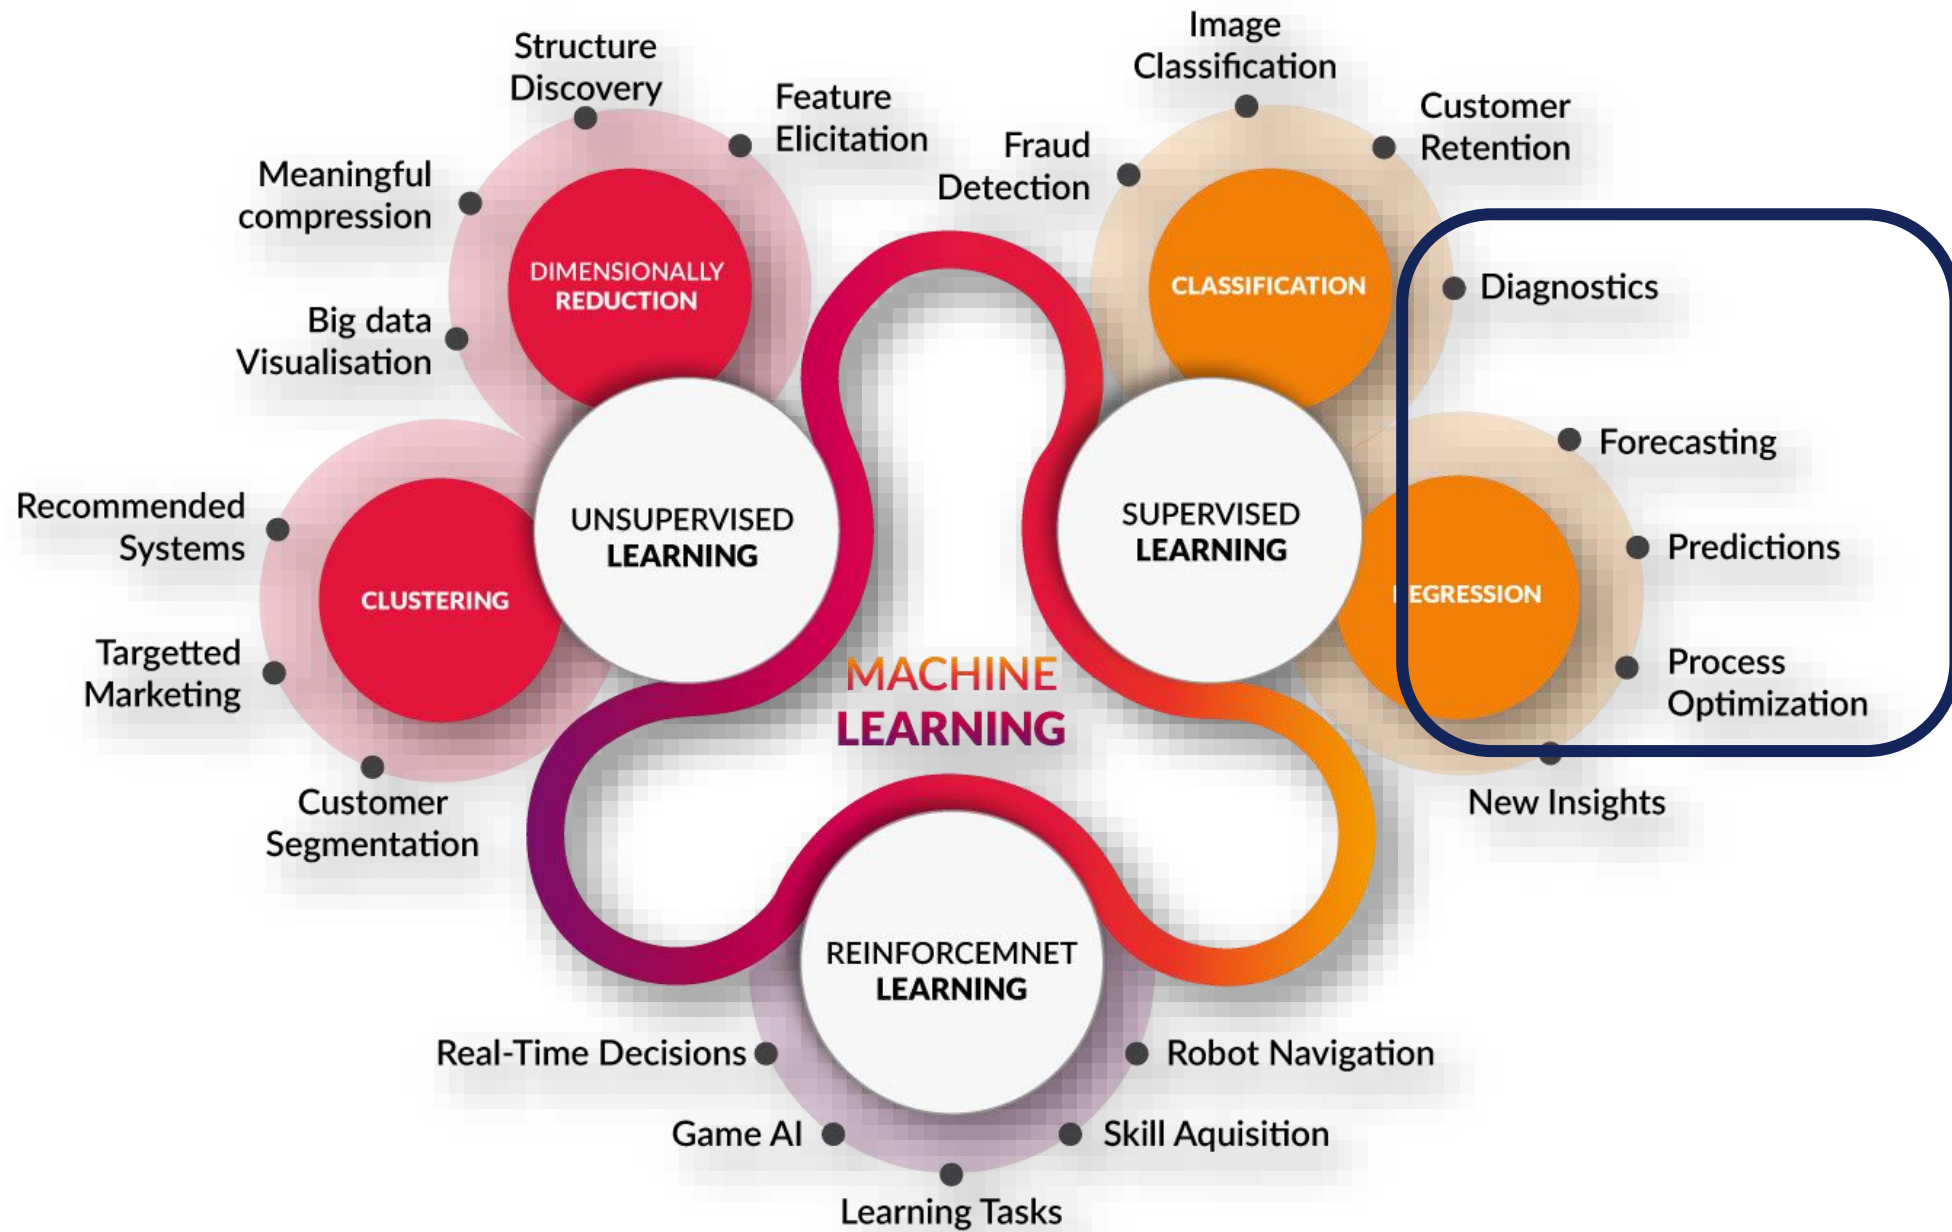 Structure
Discovery
Feature
Elicitation
Meaningful
compression
DIMENSIONALLY
REDUCTION
Big data
Visualisation
Recommended
Systems
CLUSTERING
Targetted
Marketing
Customer
Segmentation
UNSUPERVISED
LEARNING
Image
Classification
Customer
Retention
Fraud
Detection
CLASSIFICATION
Diagnostics
SUPERVISED
LEARNING
Forecasting
Predictions
REGRESSION
Process
Optimization
New Insights
MACHINE
LEARNING
REINFORCEMNET
LEARNING
Real-Time Decisions
Robot Navigation
Game AI
Skill Aquisition
Learning Tasks